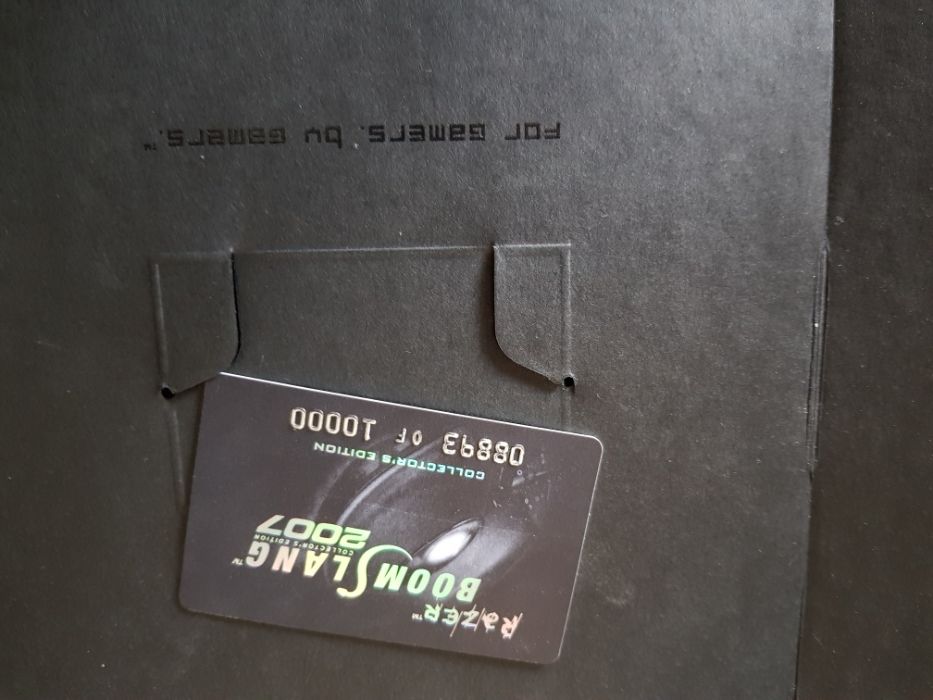 For Gamers. By Gamers.™
RAZER™
BOOMSLANG™
COLLECTOR'S EDITION
2007
COLLECTOR'S EDITION
08893 OF 10000